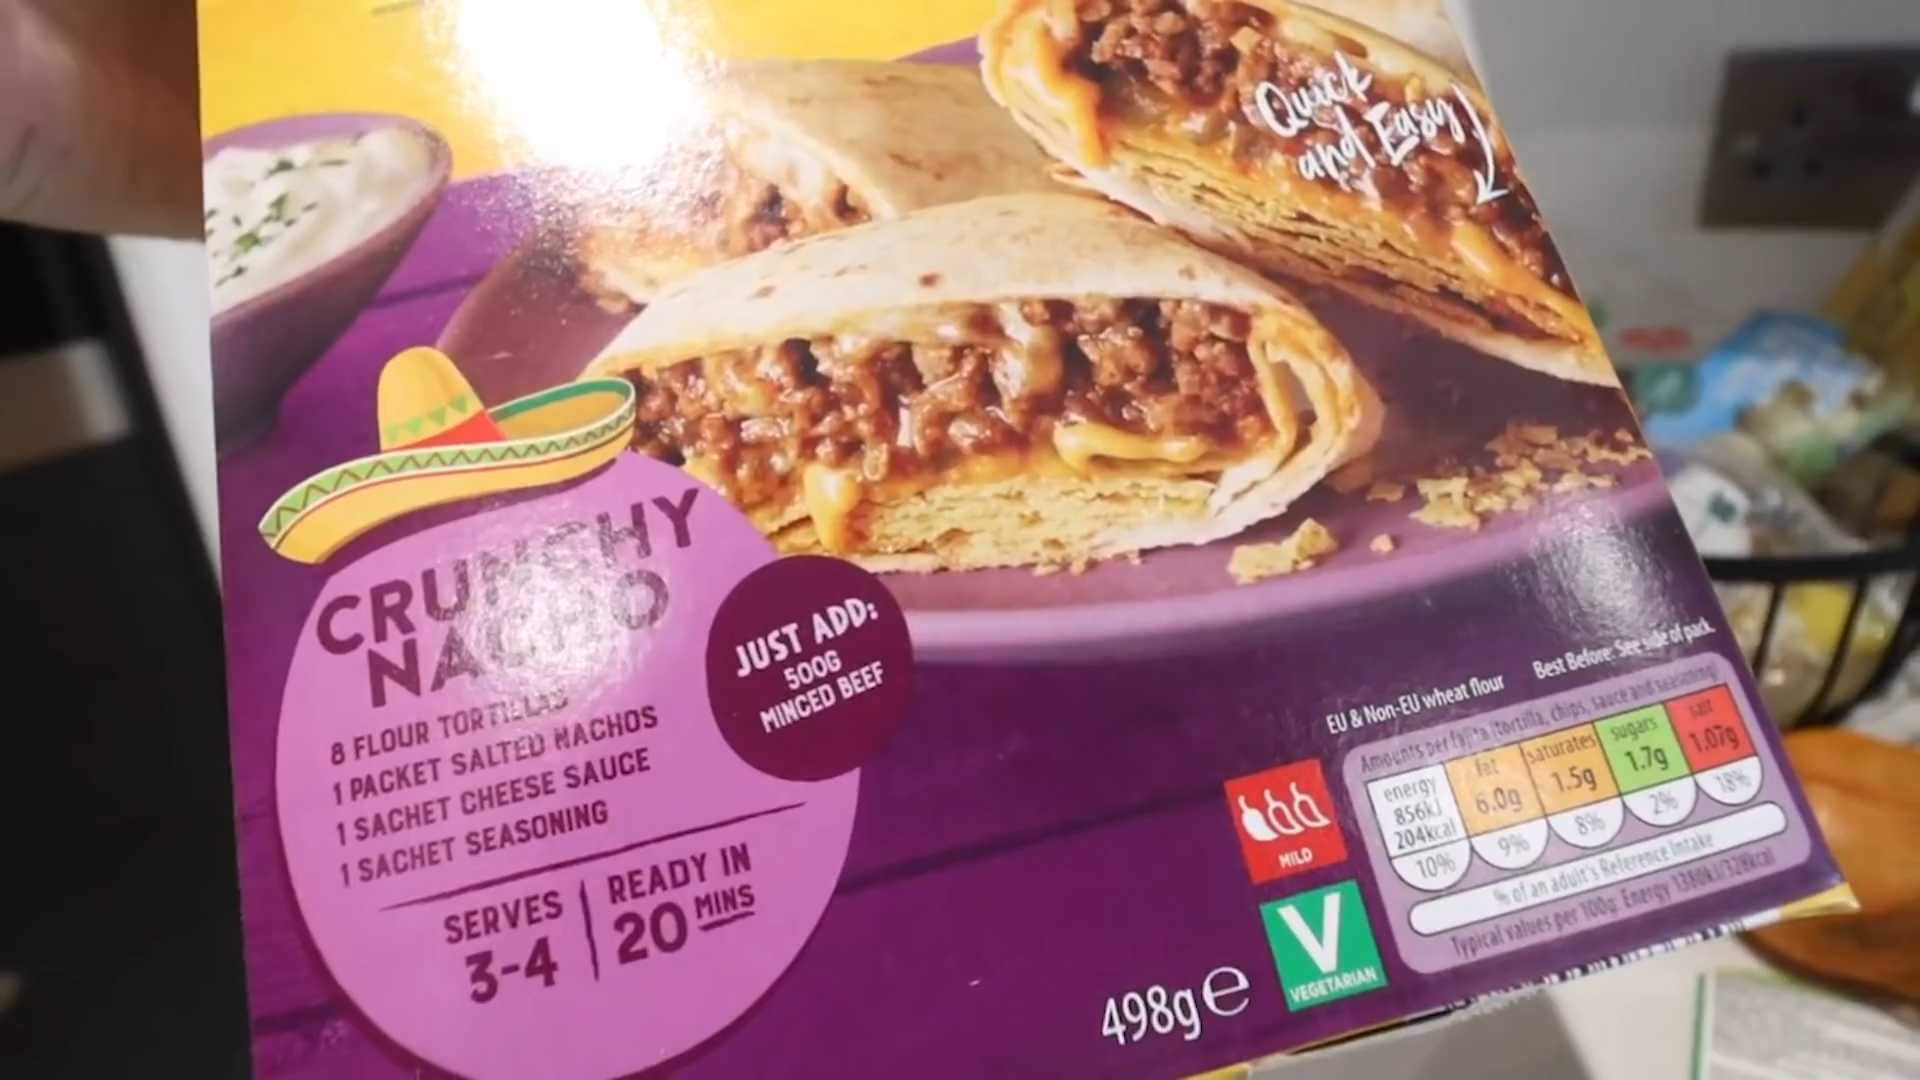 Quick
and Easy
CRUNCHY
NACHO
8 FLOUR TORTILLAS
1 PACKET SALTED NACHOS
1 SACHET CHEESE SAUCE
1 SACHET SEASONING
SERVES
3-4
READY IN
20 MINS
JUST ADD:
500G
MINCED BEEF
EU & Non-EU wheat flour
Best Before: See side of pack.
Amounts per fajita (tortilla, chips, sauce and seasoning)
energy
856kJ
204kcal
10%
fat
6.0g
9%
saturates
1.5g
8%
sugars
1.7g
2%
salt
1.07g
18%
% of an adult's Reference Intake
Typical values per 100g: Energy 1380kJ/328kcal
MILD
V
VEGETARIAN
498g e